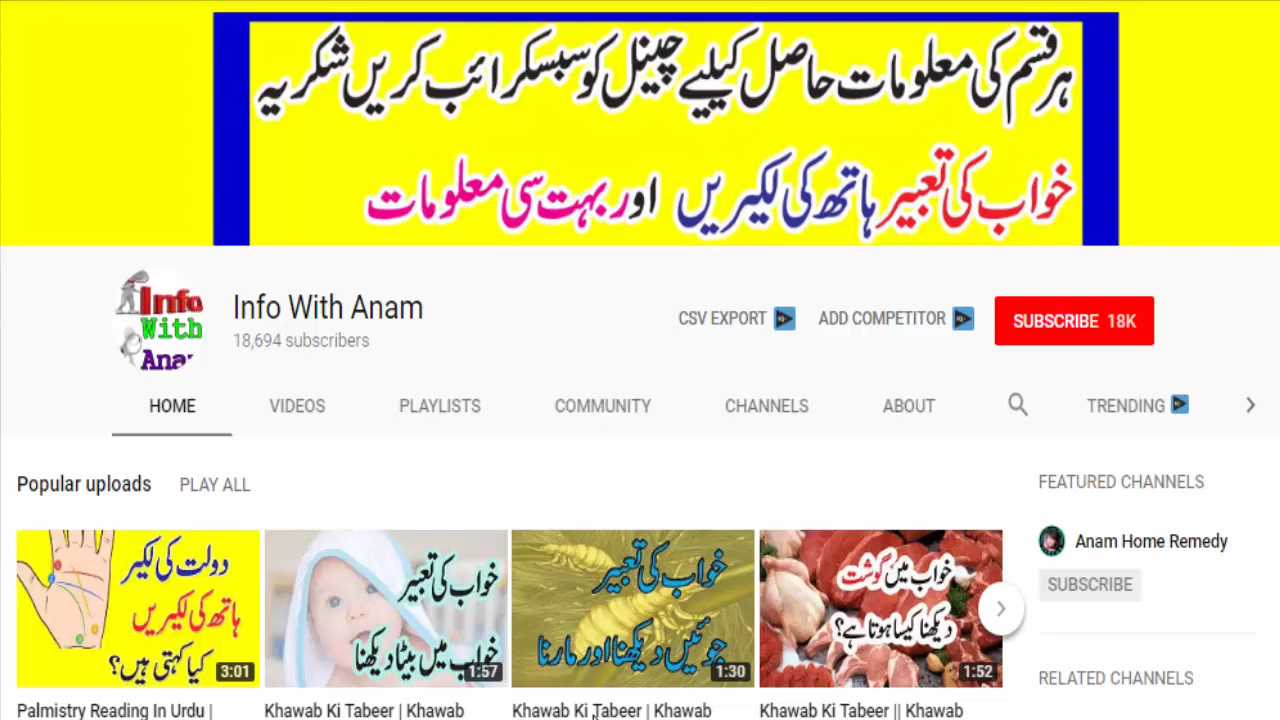 ہر قسم کی معلومات حاصل کیلیے چینل کو سبسکرائب کریں شکریہ
خواب کی تعبیر ہاتھ کی لکیریں اور بہت سی معلومات
Info
With
Ana
Info With Anam
18,694 subscribers
CSV EXPORT
ADD COMPETITOR
SUBSCRIBE 18K
HOME
VIDEOS
PLAYLISTS
COMMUNITY
CHANNELS
ABOUT
TRENDING
Popular uploads
PLAY ALL
دولت کی لکیر
ہاتھ کی لکیریں
کیا کہتی ہیں؟
3:01
Palmistry Reading In Urdu |
خواب کی تعبیر
خواب میں بیٹا دیکھنا
1:57
Khawab Ki Tabeer | Khawab
خواب کی تعبیر
جوئیں دیکھنا اور مارنا
1:30
Khawab Ki Tabeer | Khawab
خواب میں گوشت
دیکھنا کیسا ہوتا ہے؟
1:52
Khawab Ki Tabeer || Khawab
FEATURED CHANNELS
Anam Home Remedy
SUBSCRIBE
RELATED CHANNELS